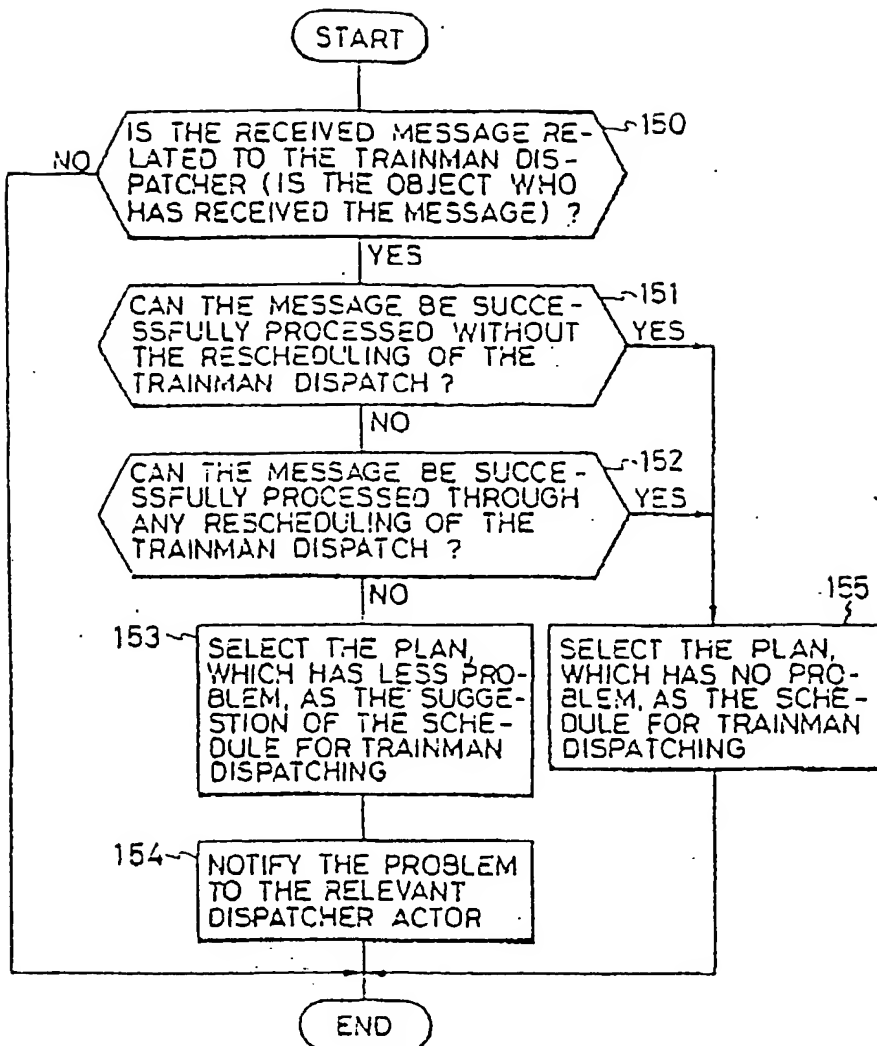 START
IS THE RECEIVED MESSAGE RE-
LATED TO THE TRAINMAN DIS-
PATCHER (IS THE OBJECT WHO
HAS RECEIVED THE MESSAGE) ?
150
NO
YES
CAN THE MESSAGE BE SUCCE-
SSFULLY PROCESSED WITHOUT
THE RESCHEDULING OF THE
TRAINMAN DISPATCH ?
151
YES
NO
CAN THE MESSAGE BE SUCCE-
SSFULLY PROCESSED THROUGH
ANY RESCHEDULING OF THE
TRAINMAN DISPATCH ?
152
YES
NO
153
SELECT THE PLAN,
WHICH HAS LESS PRO-
BLEM, AS THE SUGGE-
STION OF THE SCHE-
DULE FOR TRAINMAN
DISPATCHING
155
SELECT THE PLAN,
WHICH HAS NO PRO-
BLEM, AS THE SCHE-
DULE FOR TRAINMAN
DISPATCHING
154
NOTIFY THE PROBLEM
TO THE RELEVANT
DISPATCHER ACTOR
END